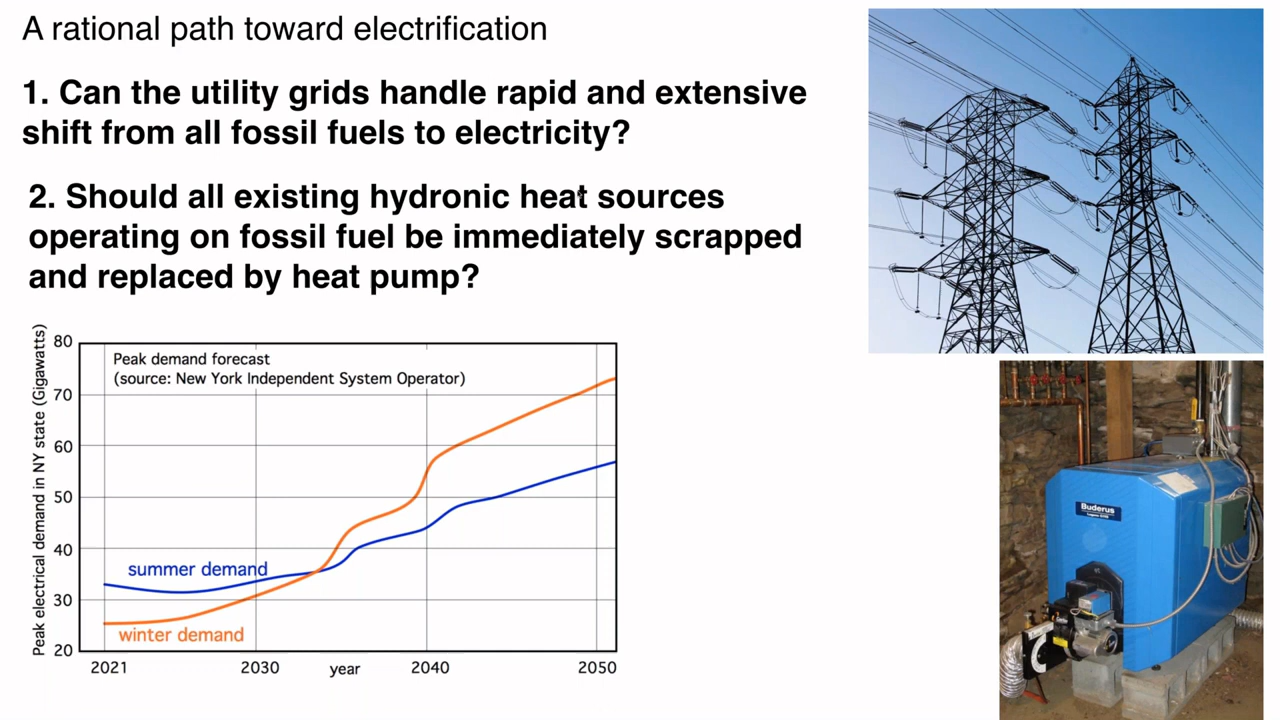 A rational path toward electrification
1. Can the utility grids handle rapid and extensive
shift from all fossil fuels to electricity?
2. Should all existing hydronic heat sources
operating on fossil fuel be immediately scrapped
and replaced by heat pump?
Peak electrical demand in NY state (Gigawatts)
80
70
60
50
40
30
20
Peak demand forecast
(source: New York Independent System Operator)
summer demand
winter demand
2021
2030
year
2040
2050
Buderus